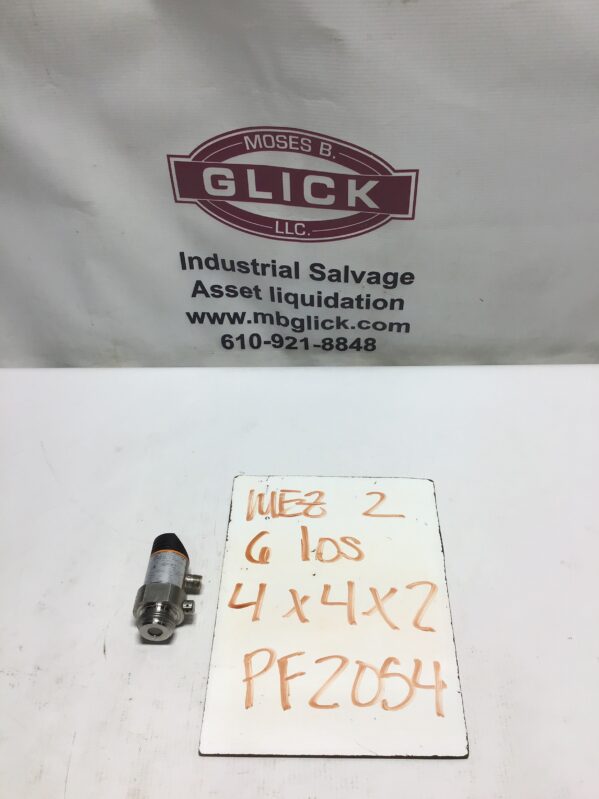 MOSES B.
GLICK
LLC.
Industrial Salvage
Asset liquidation
www.mbglick.com
610-921-8848
MEZ 2
6 lbs
4x4x2
PF2054